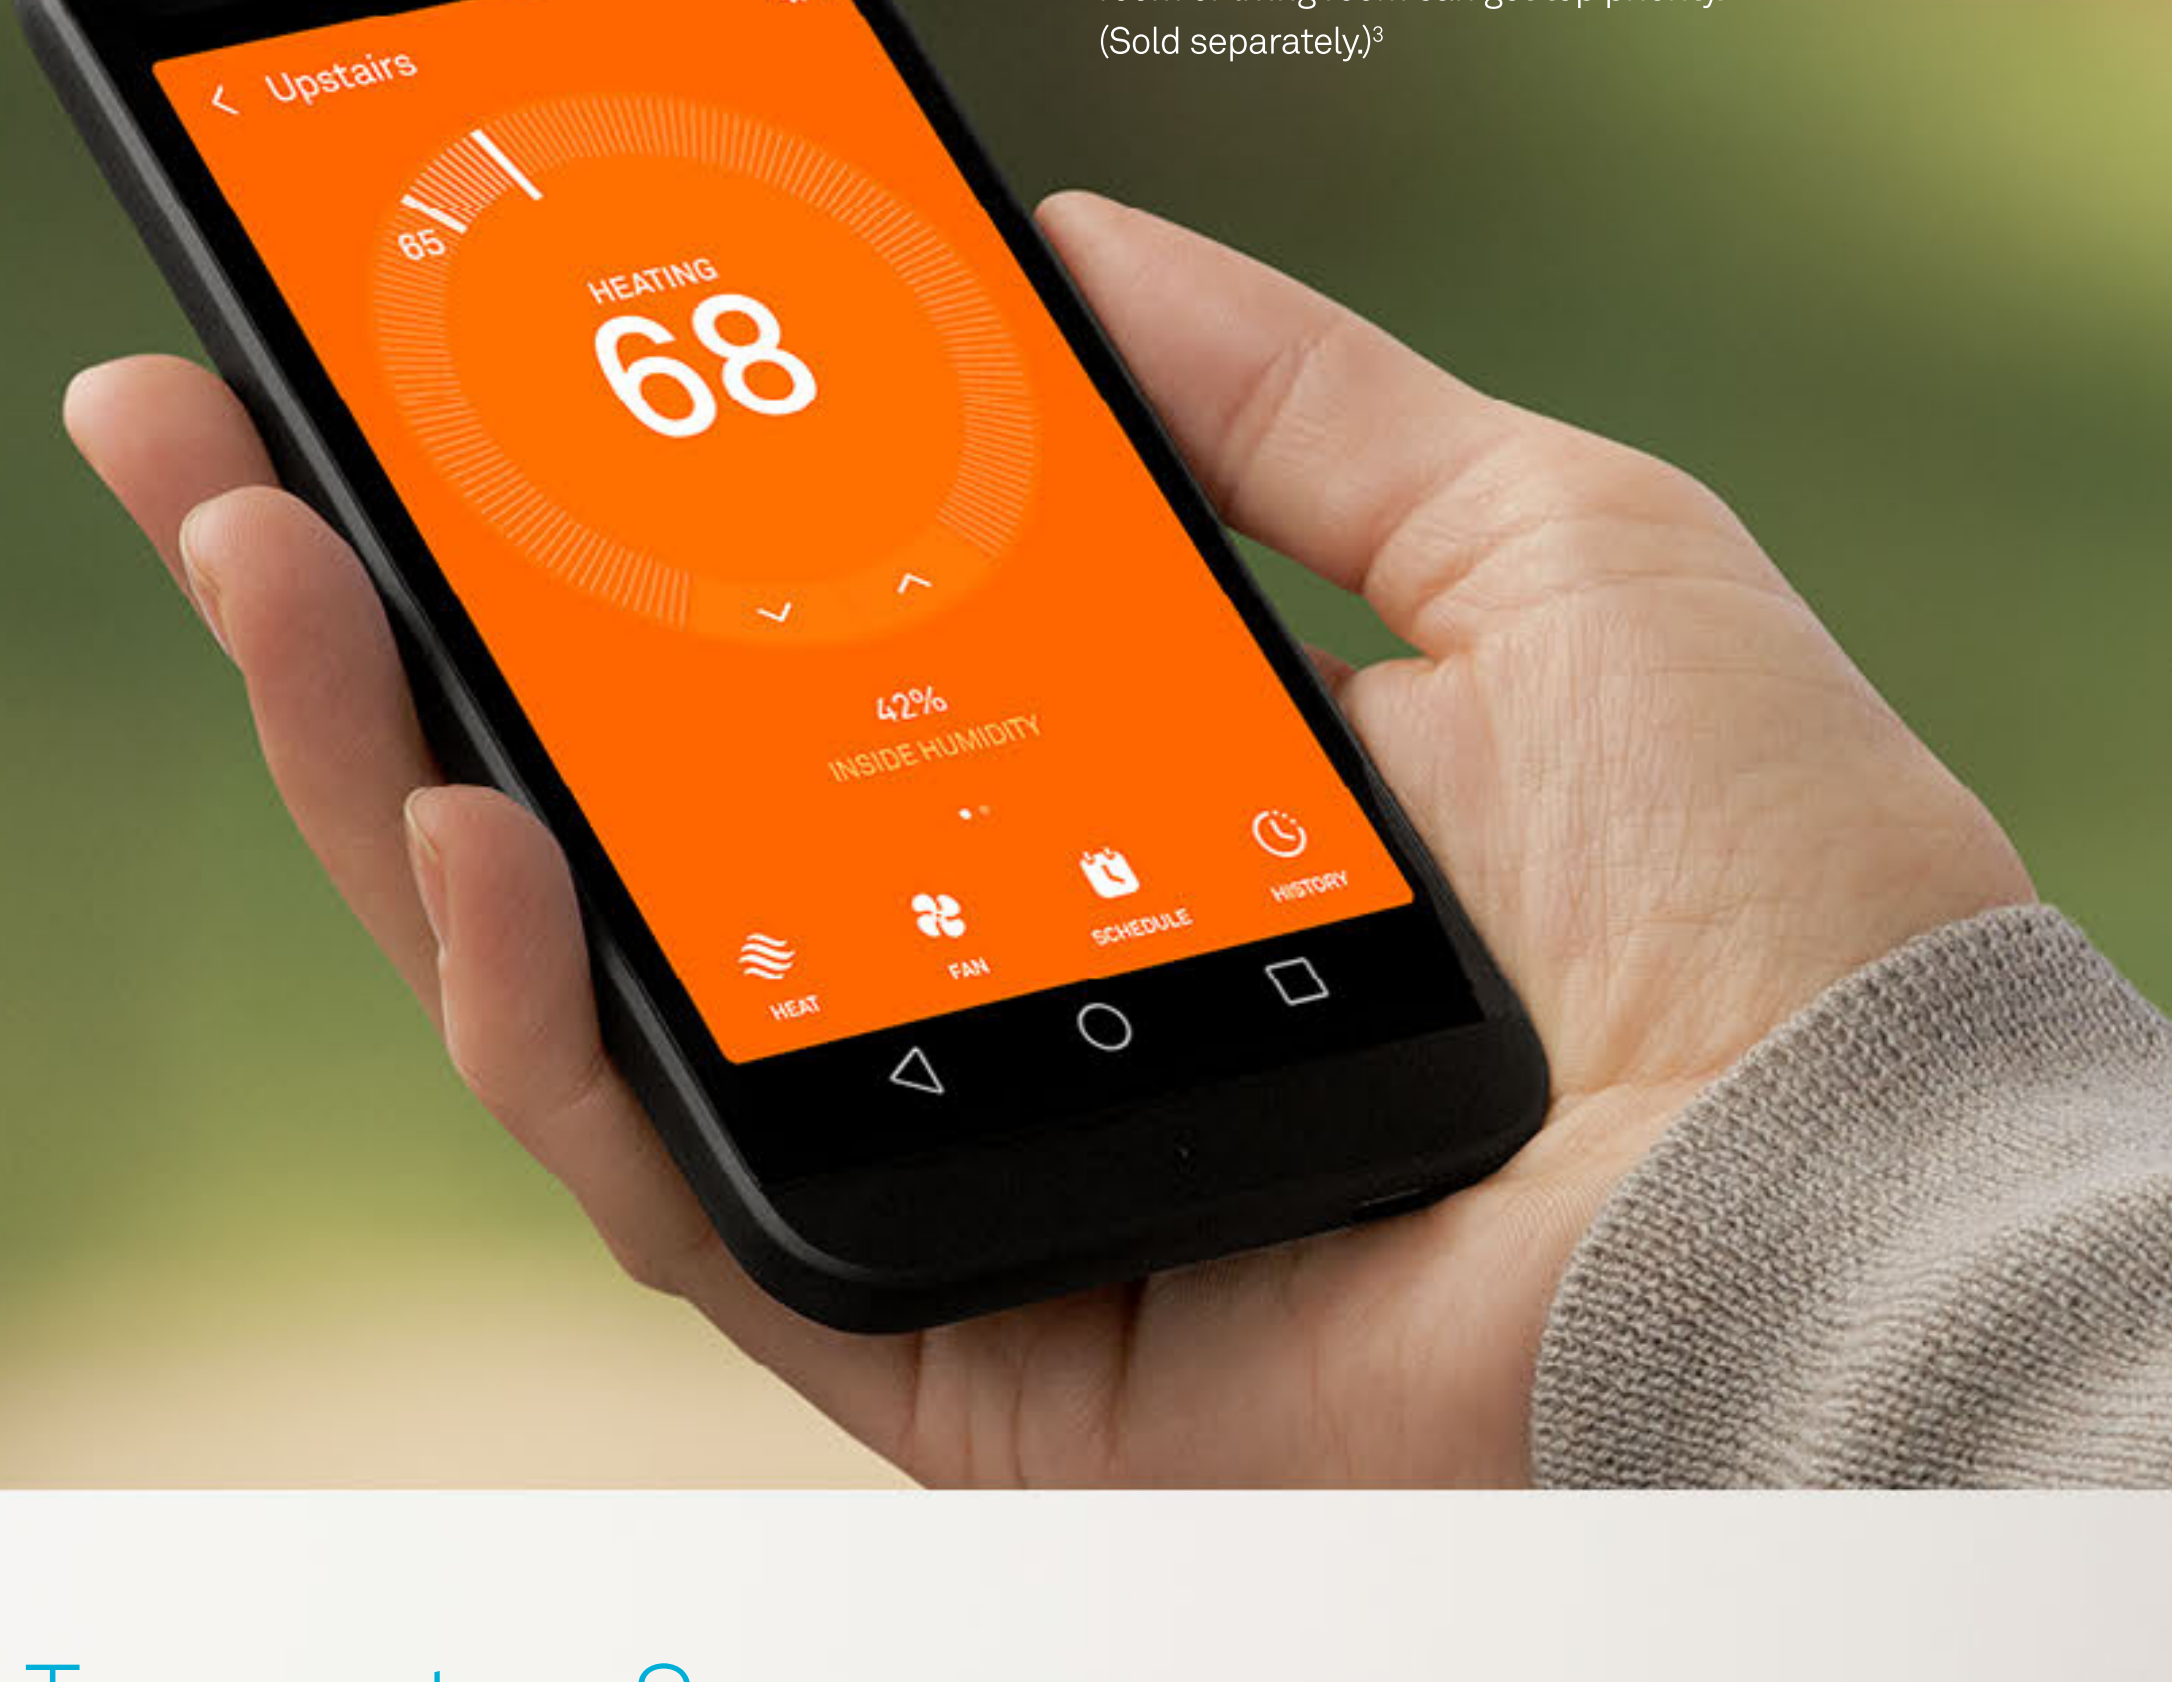 (Sold separately.)³
Upstairs
65
HEATING
68
42%
INSIDE HUMIDITY
HEAT
FAN
SCHEDULE
HISTORY